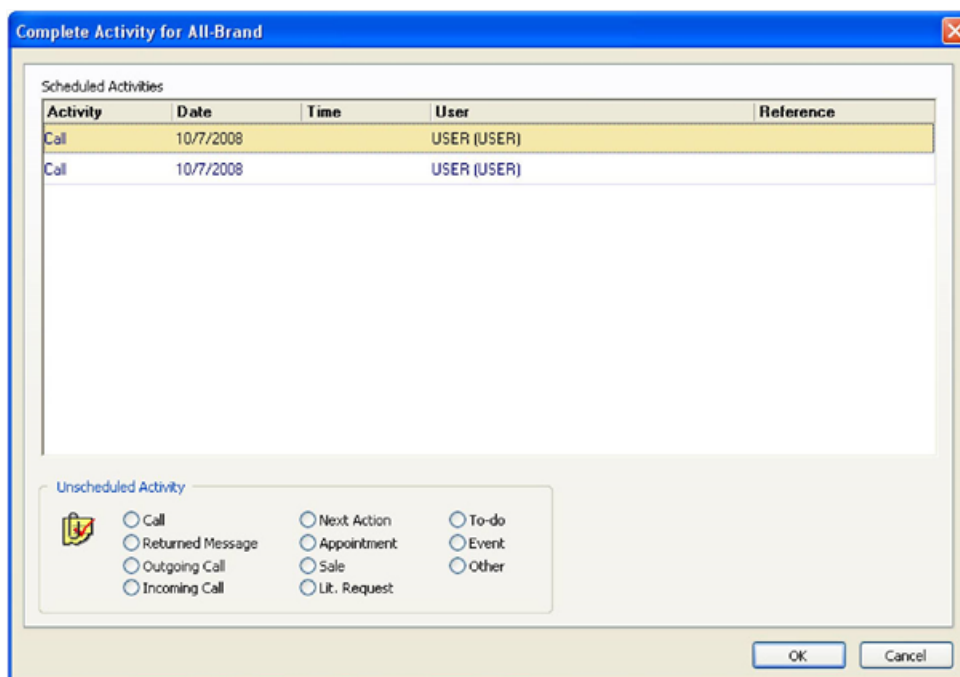 Complete Activity for All-Brand
Scheduled Activities
Activity Date Time User Reference
Call 10/7/2008 USER (USER)
Call 10/7/2008 USER (USER)
Unscheduled Activity
Call Next Action To-do
Returned Message Appointment Event
Outgoing Call Sale Other
Incoming Call Lit. Request
OK Cancel